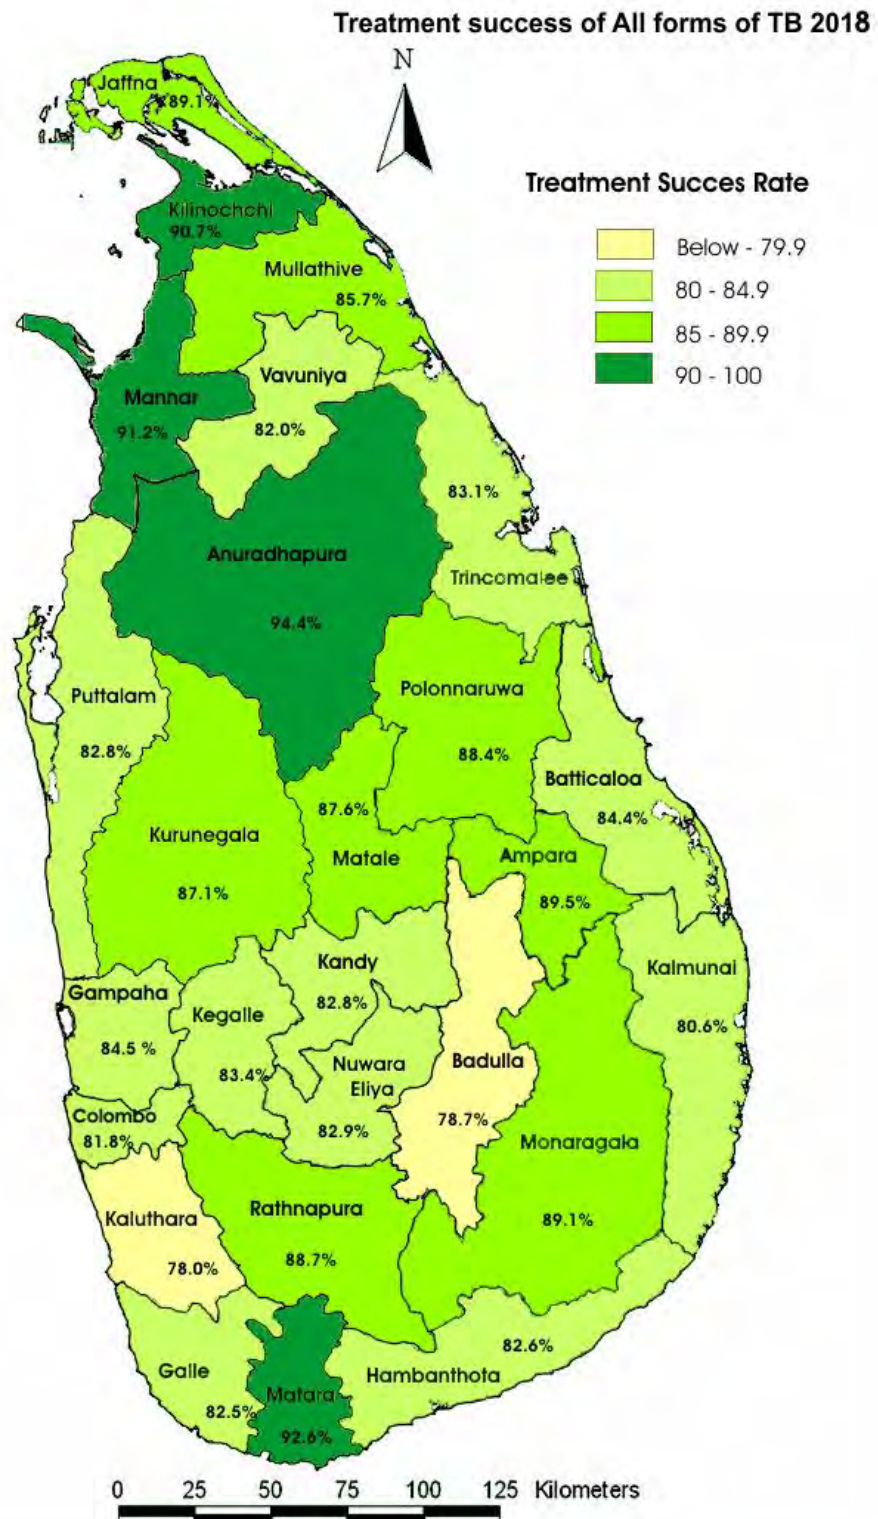 Treatment success of All forms of TB 2018
N
Treatment Succes Rate
Below - 79.9
80 - 84.9
85 - 89.9
90 - 100
Jaffna
89.1%
Kilinochchi
90.7%
Mullathive
85.7%
Vavuniya
82.0%
Mannar
91.2%
83.1%
Trincomalee
Anuradhapura
94.4%
Puttalam
82.8%
Polonnaruwa
88.4%
Batticaloa
84.4%
Kurunegala
87.1%
87.6%
Matale
Ampara
89.5%
Kandy
82.8%
Kalmunai
80.6%
Gampaha
84.5 %
Kegalle
83.4%
Nuwara
Eliya
82.9%
Badulla
78.7%
Colombo
81.8%
Monaragala
89.1%
Kaluthara
78.0%
Rathnapura
88.7%
82.6%
Hambanthota
Galle
82.5%
Matara
92.6%
0 25 50 75 100 125 Kilometers